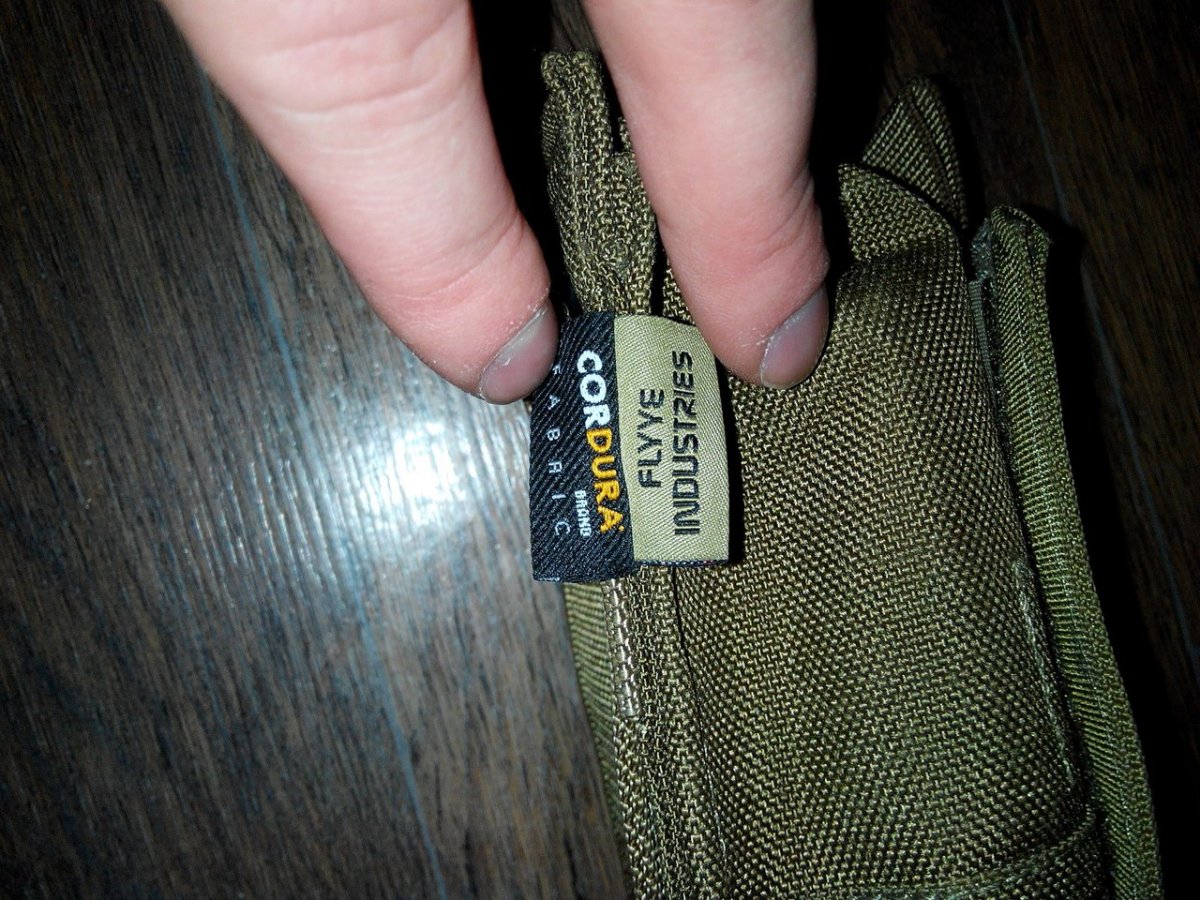 FLYYE
INDUSTRIES
CORDURA
BRAND
FABRIC